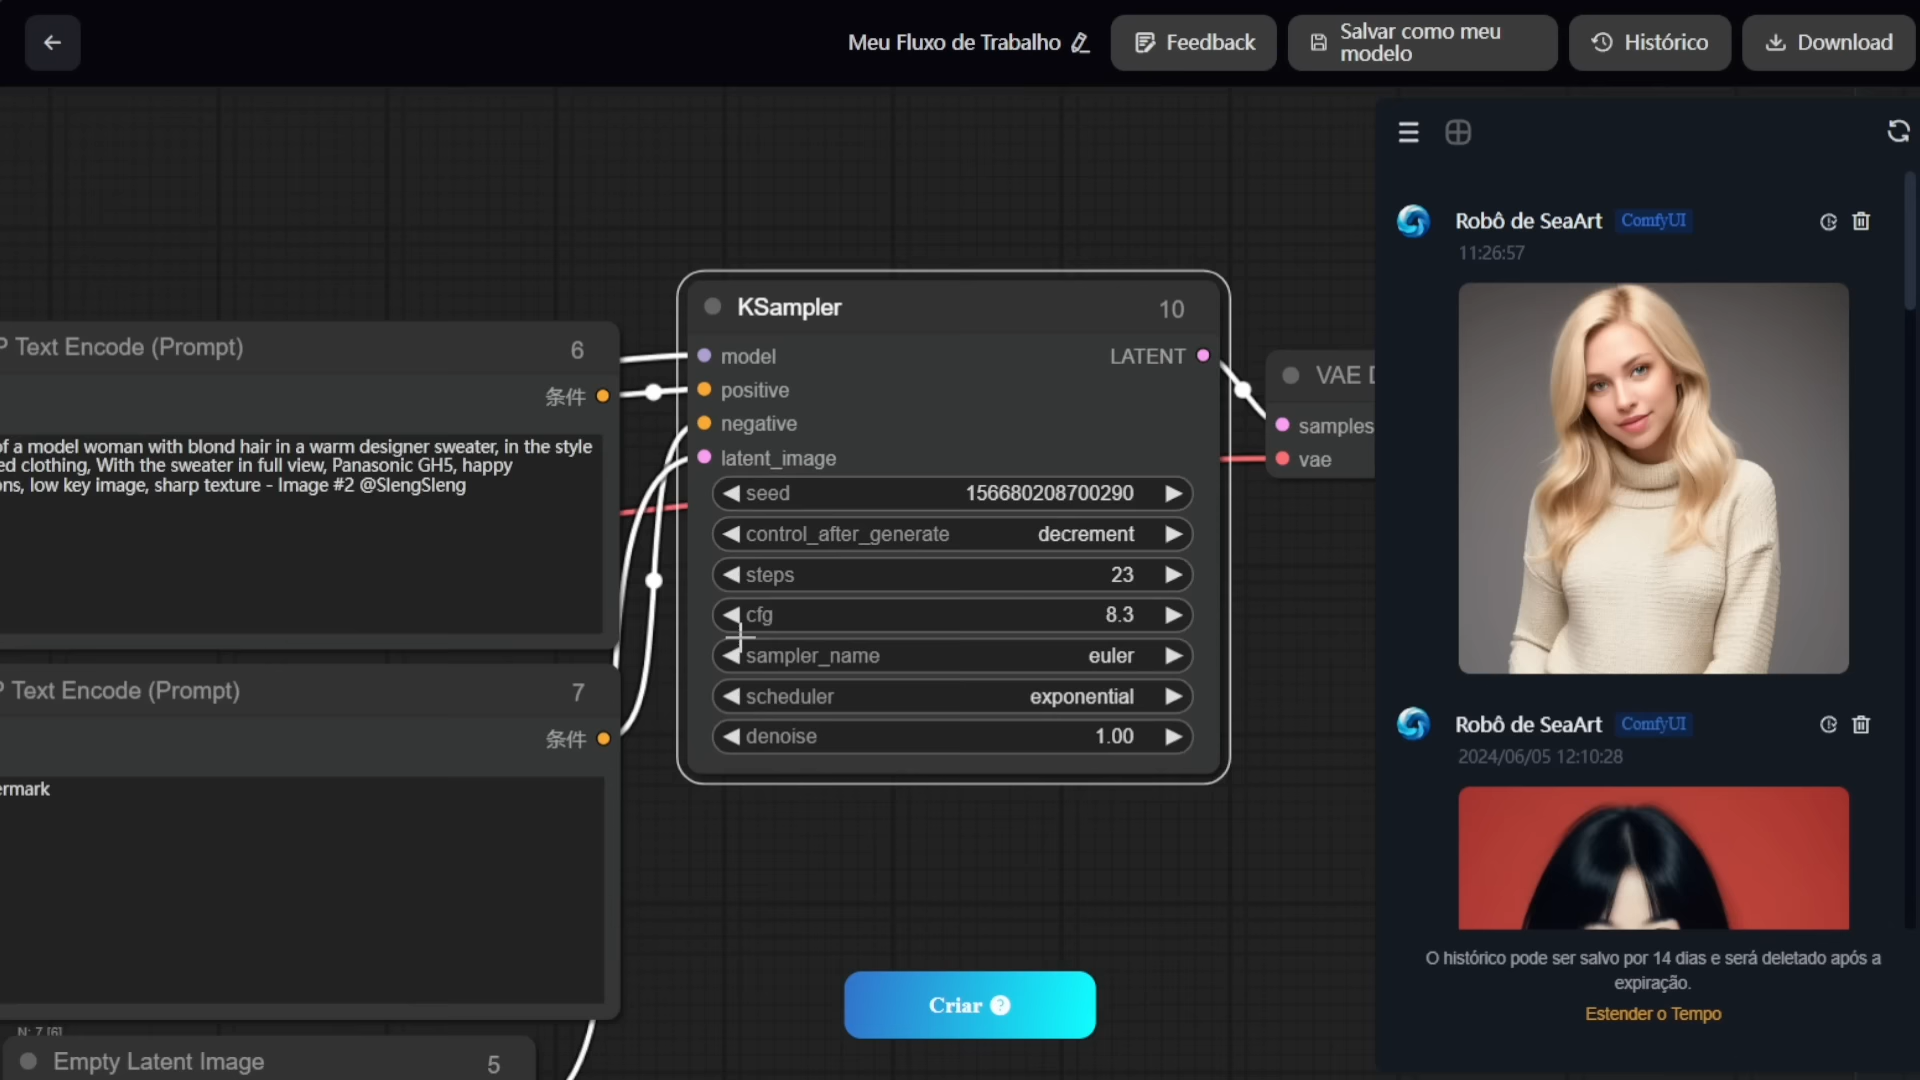 Meu Fluxo de Trabalho
Feedback
Salvar como meu
modelo
Histórico
Download
Robô de SeaArt ComfyUI
11:26:57
KSampler 10
model LATENT
positive
negative
latent_image
seed 156680208700290
control_after_generate decrement
steps 23
cfg 8.3
sampler_name euler
scheduler exponential
denoise 1.00
P Text Encode (Prompt) 6
条件
of a model woman with blond hair in a warm designer sweater, in the style
ed clothing, With the sweater in full view, Panasonic GH5, happy
ons, low key image, sharp texture - Image #2 @SlengSleng
VAE D
samples
vae
P Text Encode (Prompt) 7
条件
ermark
N: 7 [6]
Empty Latent Image 5
Criar ?
Robô de SeaArt ComfyUI
2024/06/05 12:10:28
O histórico pode ser salvo por 14 dias e será deletado após a
expiração.
Estender o Tempo